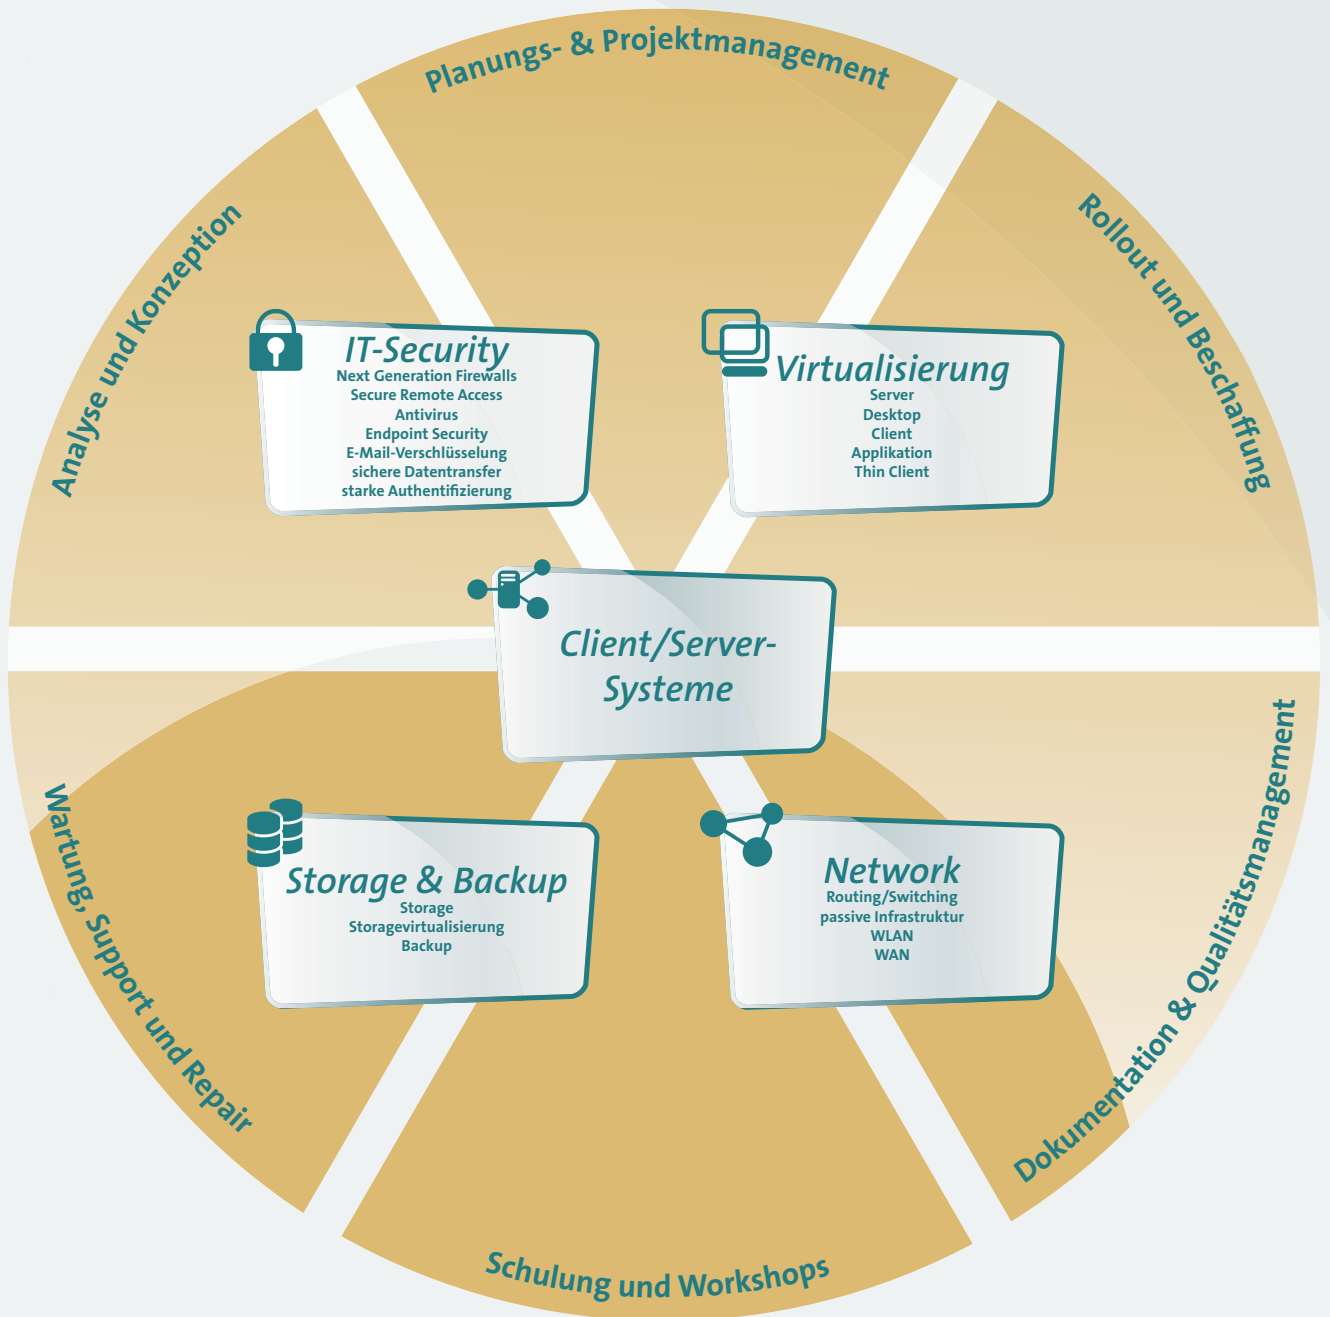 Planungs- & Projektmanagement
Analyse und Konzeption
Rollout und Beschaffung
IT-Security
Next Generation Firewalls
Secure Remote Access
Antivirus
Endpoint Security
E-Mail-Verschlüsselung
sichere Datentransfer
starke Authentifizierung
Virtualisierung
Server
Desktop
Client
Applikation
Thin Client
Client/Server-
Systeme
Storage & Backup
Storage
Storagevirtualisierung
Backup
Network
Routing/Switching
passive Infrastruktur
WLAN
WAN
Wartung, Support und Repair
Dokumentation & Qualitätsmanagement
Schulung und Workshops